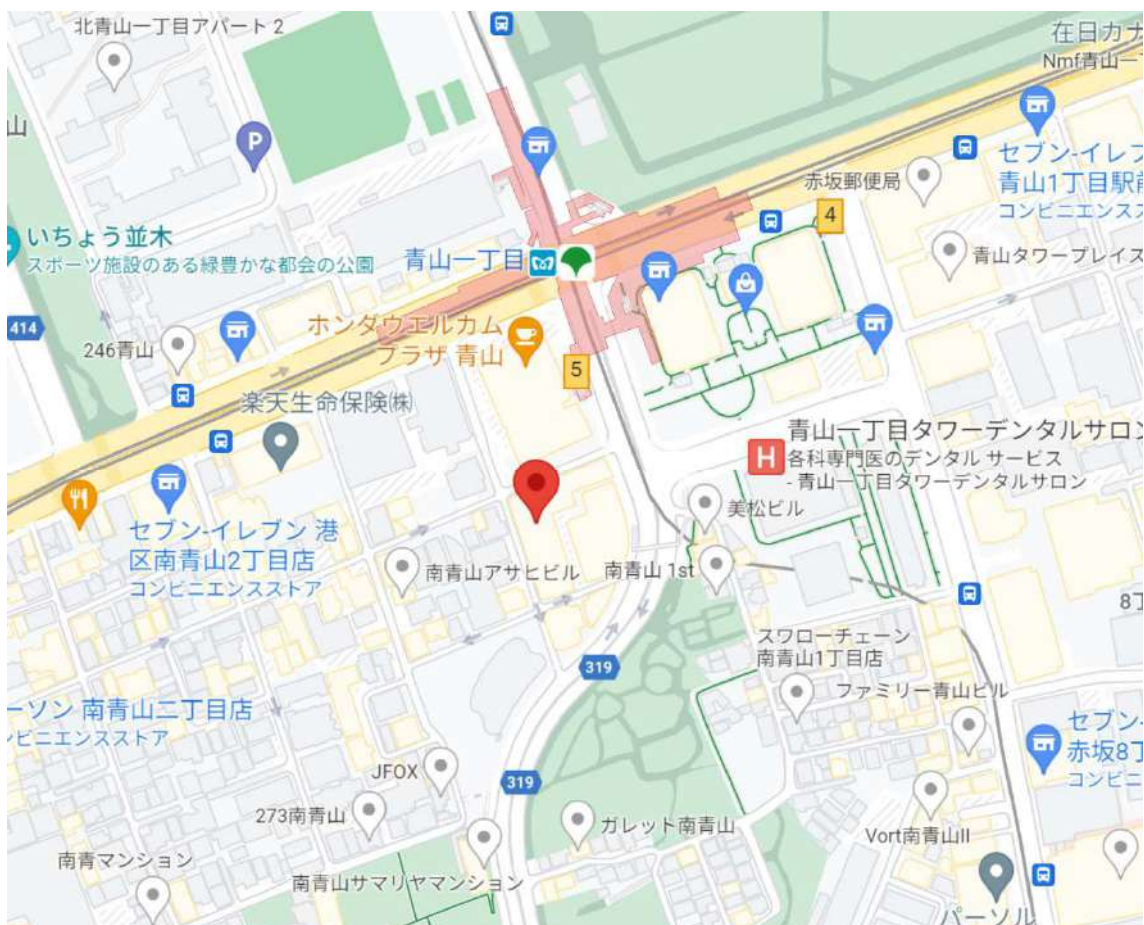 北青山一丁目アパート 2
在日カナ
Nmf青山一丁
山
P
赤坂郵便局
セブン-イレブ
青山1丁目駅前
コンビニエンスス
4
いちょう並木
スポーツ施設のある緑豊かな都会の公園
青山一丁目
青山タワープレイス
414
246青山
ホンダウエルカム
プラザ 青山
5
楽天生命保険㈱
青山一丁目タワーデンタルサロン
H
各科専門医のデンタル サービス
- 青山一丁目タワーデンタルサロン
美松ビル
セブン-イレブン 港
区南青山2丁目店
コンビニエンスストア
南青山アサヒビル
南青山 1st
8丁
スワローチェーン
南青山1丁目店
319
ファミリー青山ビル
ーソン 南青山二丁目店
ンビニエンスストア
セブン-
赤坂8丁
コンビニ
JFOX
319
273南青山
ガレット南青山
Vort南青山II
南青マンション
南青山サマリヤマンション
パーソル